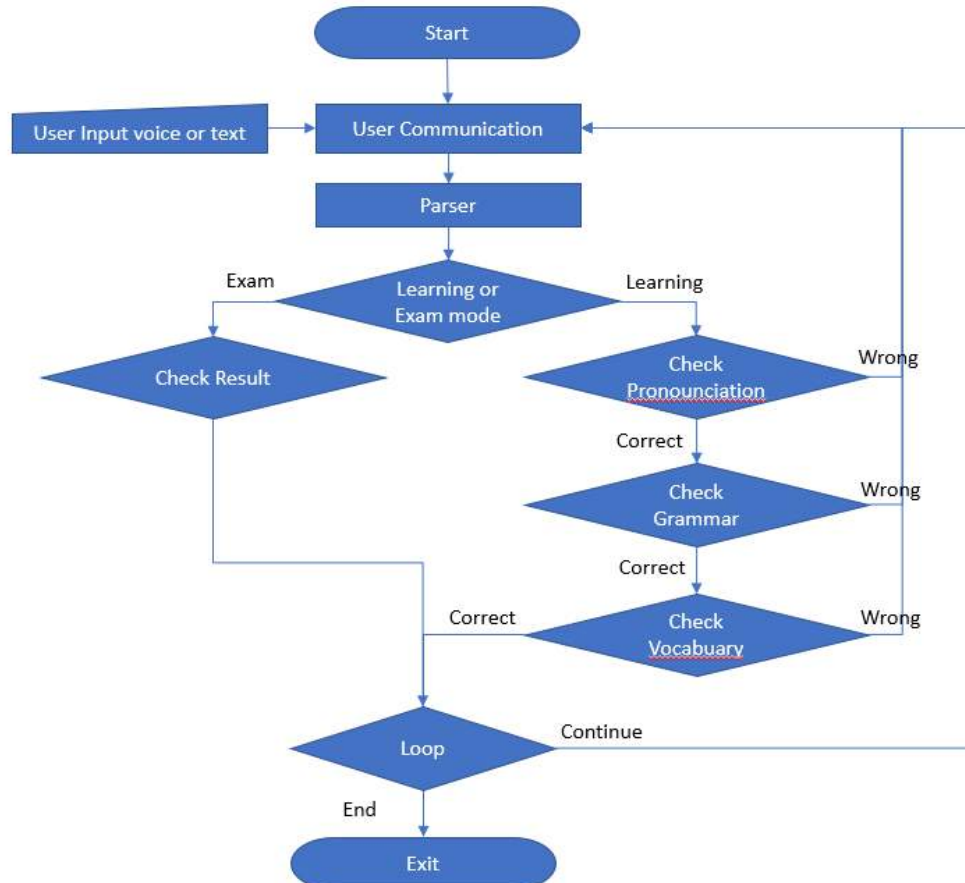 Start
User Input voice or text
User Communication
Parser
Exam
Learning or
Exam mode
Learning
Check Result
Check
Pronounciation
Wrong
Correct
Check
Grammar
Wrong
Correct
Correct
Check
Vocabuary
Wrong
Loop
Continue
End
Exit